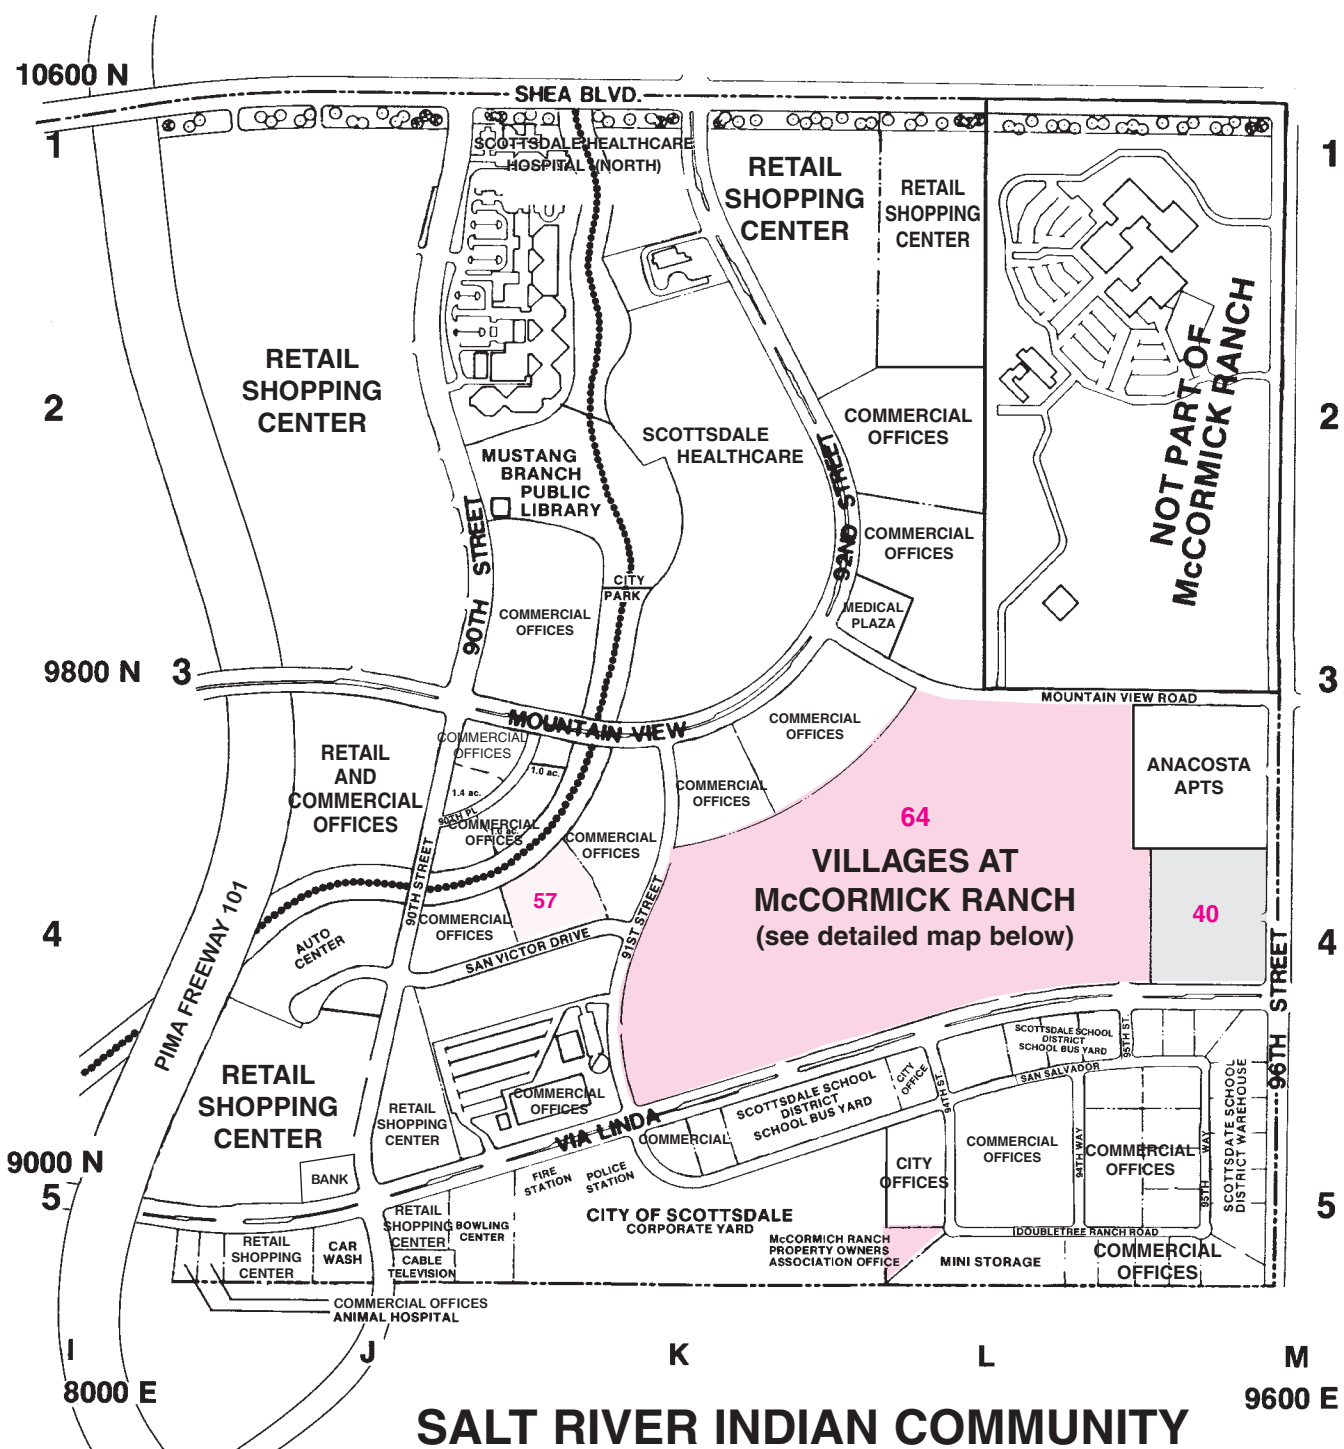 10600 N
SHEA BLVD.
1
1
SCOTTSDALE HEALTHCARE
HOSPITAL (NORTH)
RETAIL
SHOPPING
CENTER
RETAIL
SHOPPING
CENTER
NOT PART OF
McCORMICK RANCH
RETAIL
SHOPPING
CENTER
2
2
COMMERCIAL
OFFICES
SCOTTSDALE
HEALTHCARE
92ND STREET
MUSTANG
BRANCH
PUBLIC
LIBRARY
90TH STREET
COMMERCIAL
OFFICES
CITY
PARK
COMMERCIAL
OFFICES
MEDICAL
PLAZA
9800 N
3
3
MOUNTAIN VIEW ROAD
MOUNTAIN VIEW
COMMERCIAL
OFFICES
COMMERCIAL
OFFICES
RETAIL
AND
COMMERCIAL
OFFICES
1.0 ac.
1.4 ac.
90TH PL.
COMMERCIAL
OFFICES
1.0 ac.
COMMERCIAL
OFFICES
COMMERCIAL
OFFICES
ANACOSTA
APTS
64
VILLAGES AT
McCORMICK RANCH
(see detailed map below)
57
40
90TH STREET
91ST STREET
COMMERCIAL
OFFICES
SAN VICTOR DRIVE
AUTO
CENTER
4
4
PIMA FREEWAY 101
96TH STREET
SCOTTSDALE SCHOOL
DISTRICT
SCHOOL BUS YARD
95TH ST.
SAN SALVADOR
CITY
OFFICE
94TH ST.
SCOTTSDALE SCHOOL
DISTRICT
SCHOOL BUS YARD
SCOTTSDATE SCHOOL
DISTRICT WAREHOUSE
RETAIL
SHOPPING
CENTER
RETAIL
SHOPPING
CENTER
COMMERCIAL
OFFICES
VIA LINDA
COMMERCIAL
COMMERCIAL
OFFICES
94TH WAY
COMMERCIAL
OFFICES
95TH WAY
9000 N
5
5
BANK
FIRE
STATION
POLICE
STATION
CITY
OFFICES
RETAIL
SHOPPING
CENTER
BOWLING
CENTER
CITY OF SCOTTSDALE
CORPORATE YARD
DOUBLETREE RANCH ROAD
RETAIL
SHOPPING
CENTER
CAR
WASH
CABLE
TELEVISION
McCORMICH RANCH
PROPERTY OWNERS
ASSOCIATION OFFICE
MINI STORAGE
COMMERCIAL
OFFICES
COMMERCIAL OFFICES
ANIMAL HOSPITAL
I
J
K
L
M
8000 E
9600 E
SALT RIVER INDIAN COMMUNITY